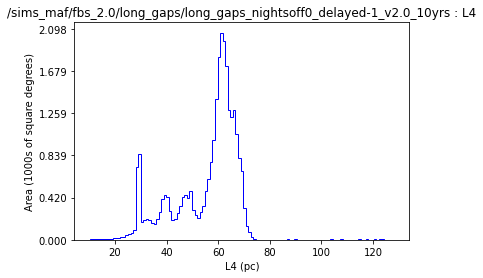 /sims_maf/fbs_2.0/long_gaps/long_gaps_nightsoff0_delayed-1_v2.0_10yrs : L4
2.098
1.679
1.259
0.839
0.420
0.000
Area (1000s of square degrees)
20 40 60 80 100 120
L4 (pc)